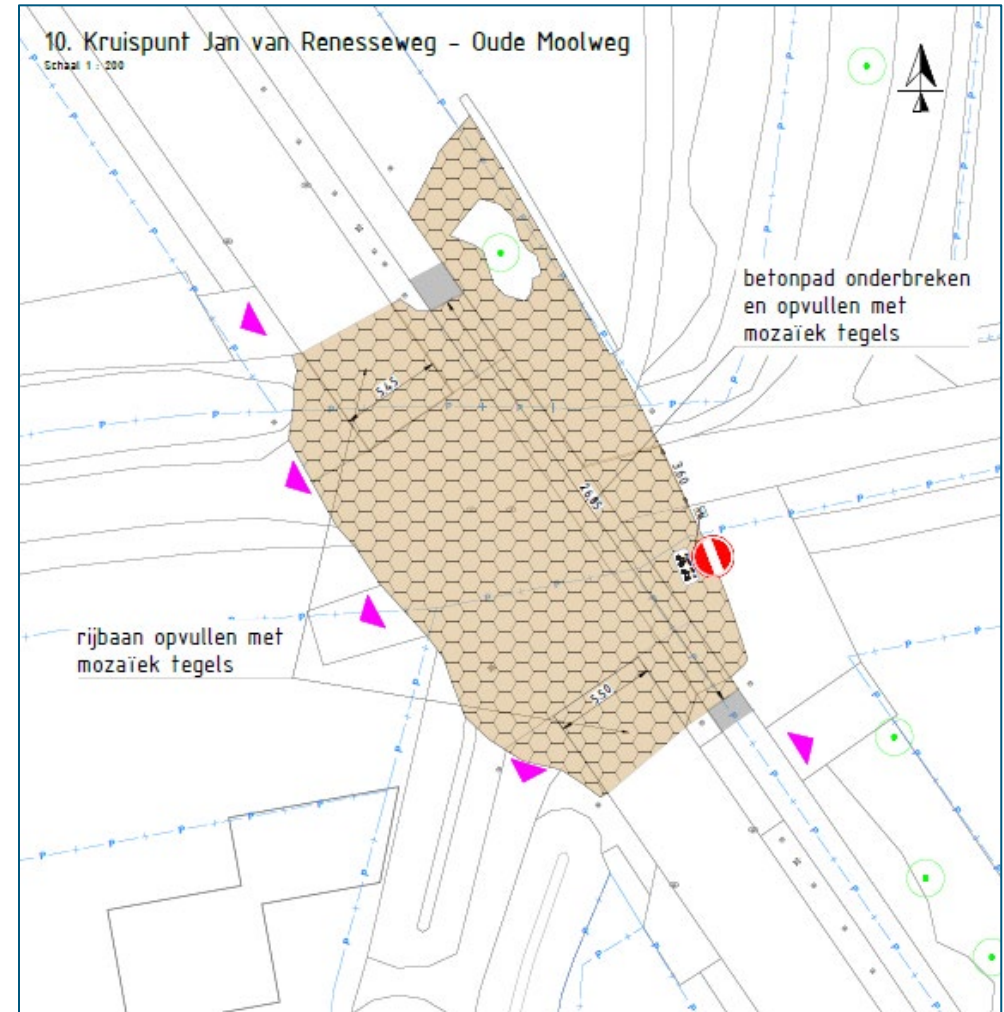 10. Kruispunt Jan van Renesseweg - Oude Moolweg
Schaal 1 : 200
betonpad onderbreken
en opvullen met
mozaïek tegels
5.45
3.60
26.85
rijbaan opvullen met
mozaïek tegels
5.50